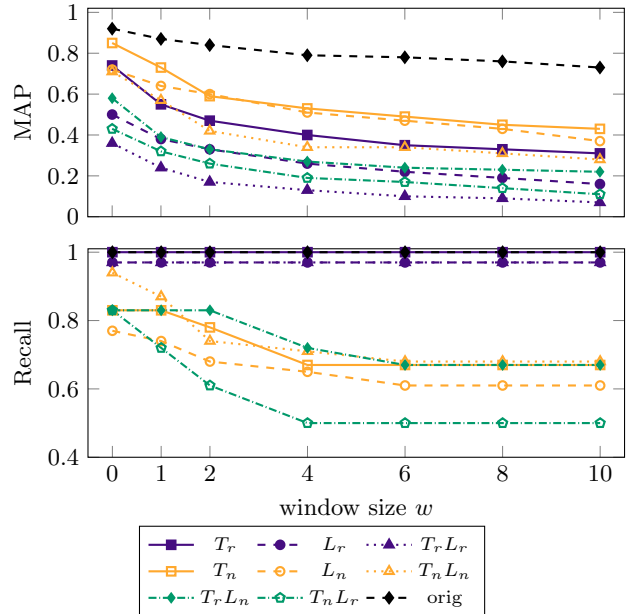 1
0.8
0.6
0.4
0.2
0
MAP
1
0.8
0.6
0.4
Recall
0 1 2 4 6 8 10
window size w
T_r L_r T_rL_r
T_n L_n T_nL_n
T_rL_n T_nL_r orig